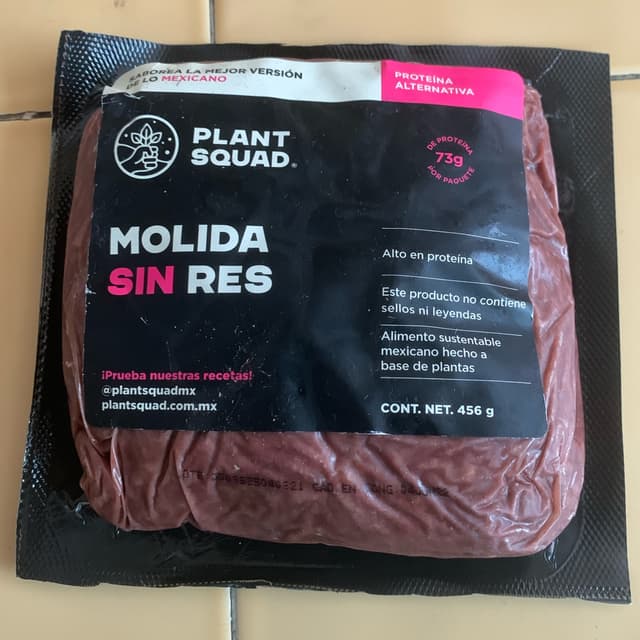 SABOREA LA MEJOR VERSIÓN
DE LO MEXICANO
PROTEÍNA
ALTERNATIVA
PLANT
SQUAD®
DE PROTEÍNA
73g
POR PAQUETE
MOLIDA
SIN RES
Alto en proteína
Este producto no contiene
sellos ni leyendas
Alimento sustentable
mexicano hecho a
base de plantas
¡Prueba nuestras recetas!
@plantsquadmx
plantsquad.com.mx
CONT. NET. 456 g